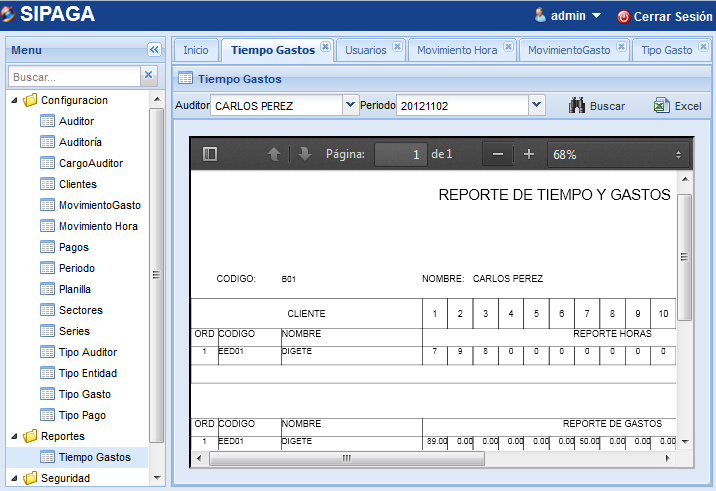 SIPAGA
admin
Cerrar Sesión
Menu
Buscar...
Configuracion
Auditor
Auditoría
CargoAuditor
Clientes
MovimientoGasto
Movimiento Hora
Pagos
Periodo
Planilla
Sectores
Series
Tipo Auditor
Tipo Entidad
Tipo Gasto
Tipo Pago
Reportes
Tiempo Gastos
Seguridad
Inicio Tiempo Gastos Usuarios Movimiento Hora MovimientoGasto Tipo Gasto
Tiempo Gastos
Auditor CARLOS PEREZ Periodo 20121102 Buscar Excel
Página: 1 de 1 68%
REPORTE DE TIEMPO Y GASTOS
CODIGO: B01 NOMBRE: CARLOS PEREZ
CLIENTE 1 2 3 4 5 6 7 8 9 10
ORD CODIGO NOMBRE REPORTE HORAS
1 EED01 DIGETE 7 9 8 0 0 0 0 0 0 0
ORD CODIGO NOMBRE REPORTE DE GASTOS
1 EED01 DIGETE 89.00 0.00 0.00 0.00 0.00 0.00 50.00 0.00 0.00 0.00